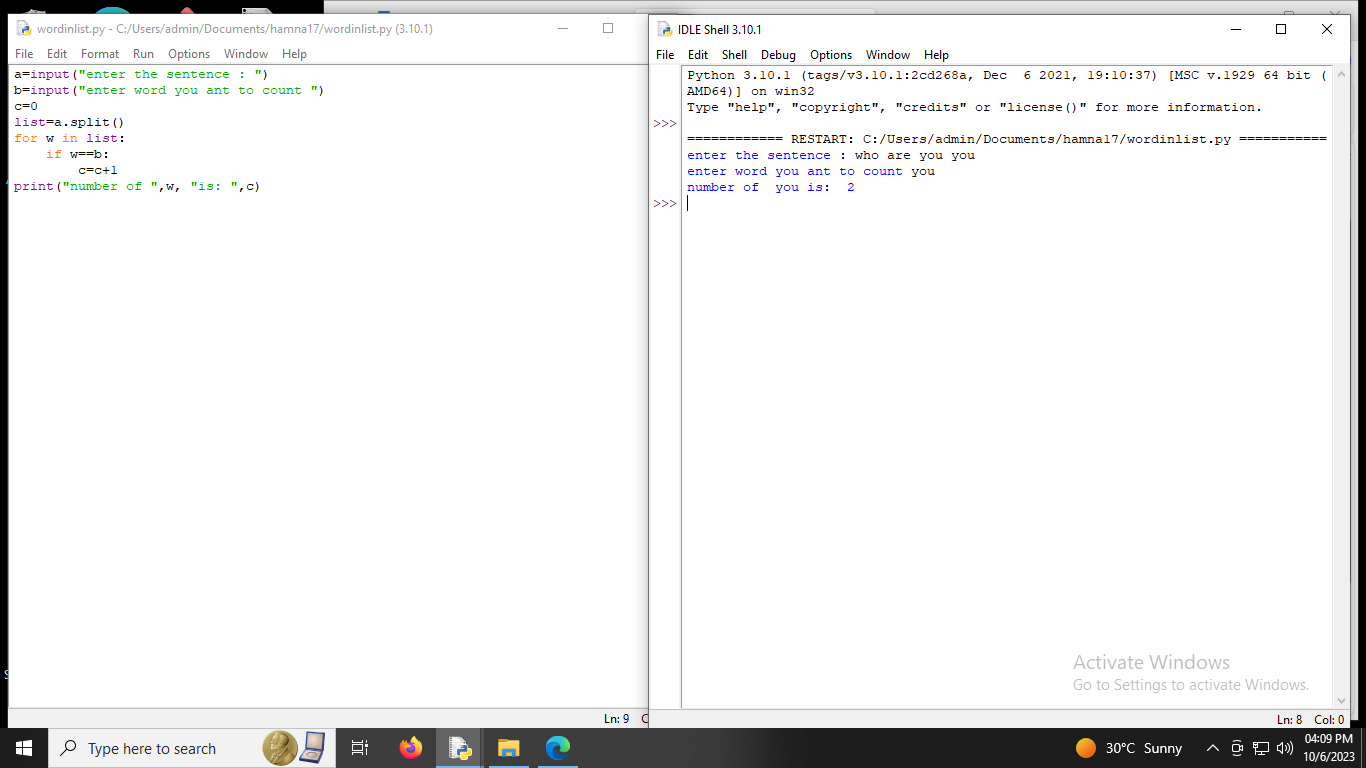 wordinlist.py - C:/Users/admin/Documents/hamna17/wordinlist.py (3.10.1)
File Edit Format Run Options Window Help
a=input("enter the sentence : ")
b=input("enter word you ant to count ")
c=0
list=a.split()
for w in list:
    if w==b:
        c=c+1
print("number of ",w, "is: ",c)
Ln: 9
IDLE Shell 3.10.1
File Edit Shell Debug Options Window Help
Python 3.10.1 (tags/v3.10.1:2cd268a, Dec  6 2021, 19:10:37) [MSC v.1929 64 bit (
AMD64)] on win32
Type "help", "copyright", "credits" or "license()" for more information.
>>>
============ RESTART: C:/Users/admin/Documents/hamna17/wordinlist.py ===========
enter the sentence : who are you you
enter word you ant to count you
number of  you is:  2
>>>
Activate Windows
Go to Settings to activate Windows.
Ln: 8 Col: 0
Type here to search
30°C Sunny
04:09 PM
10/6/2023